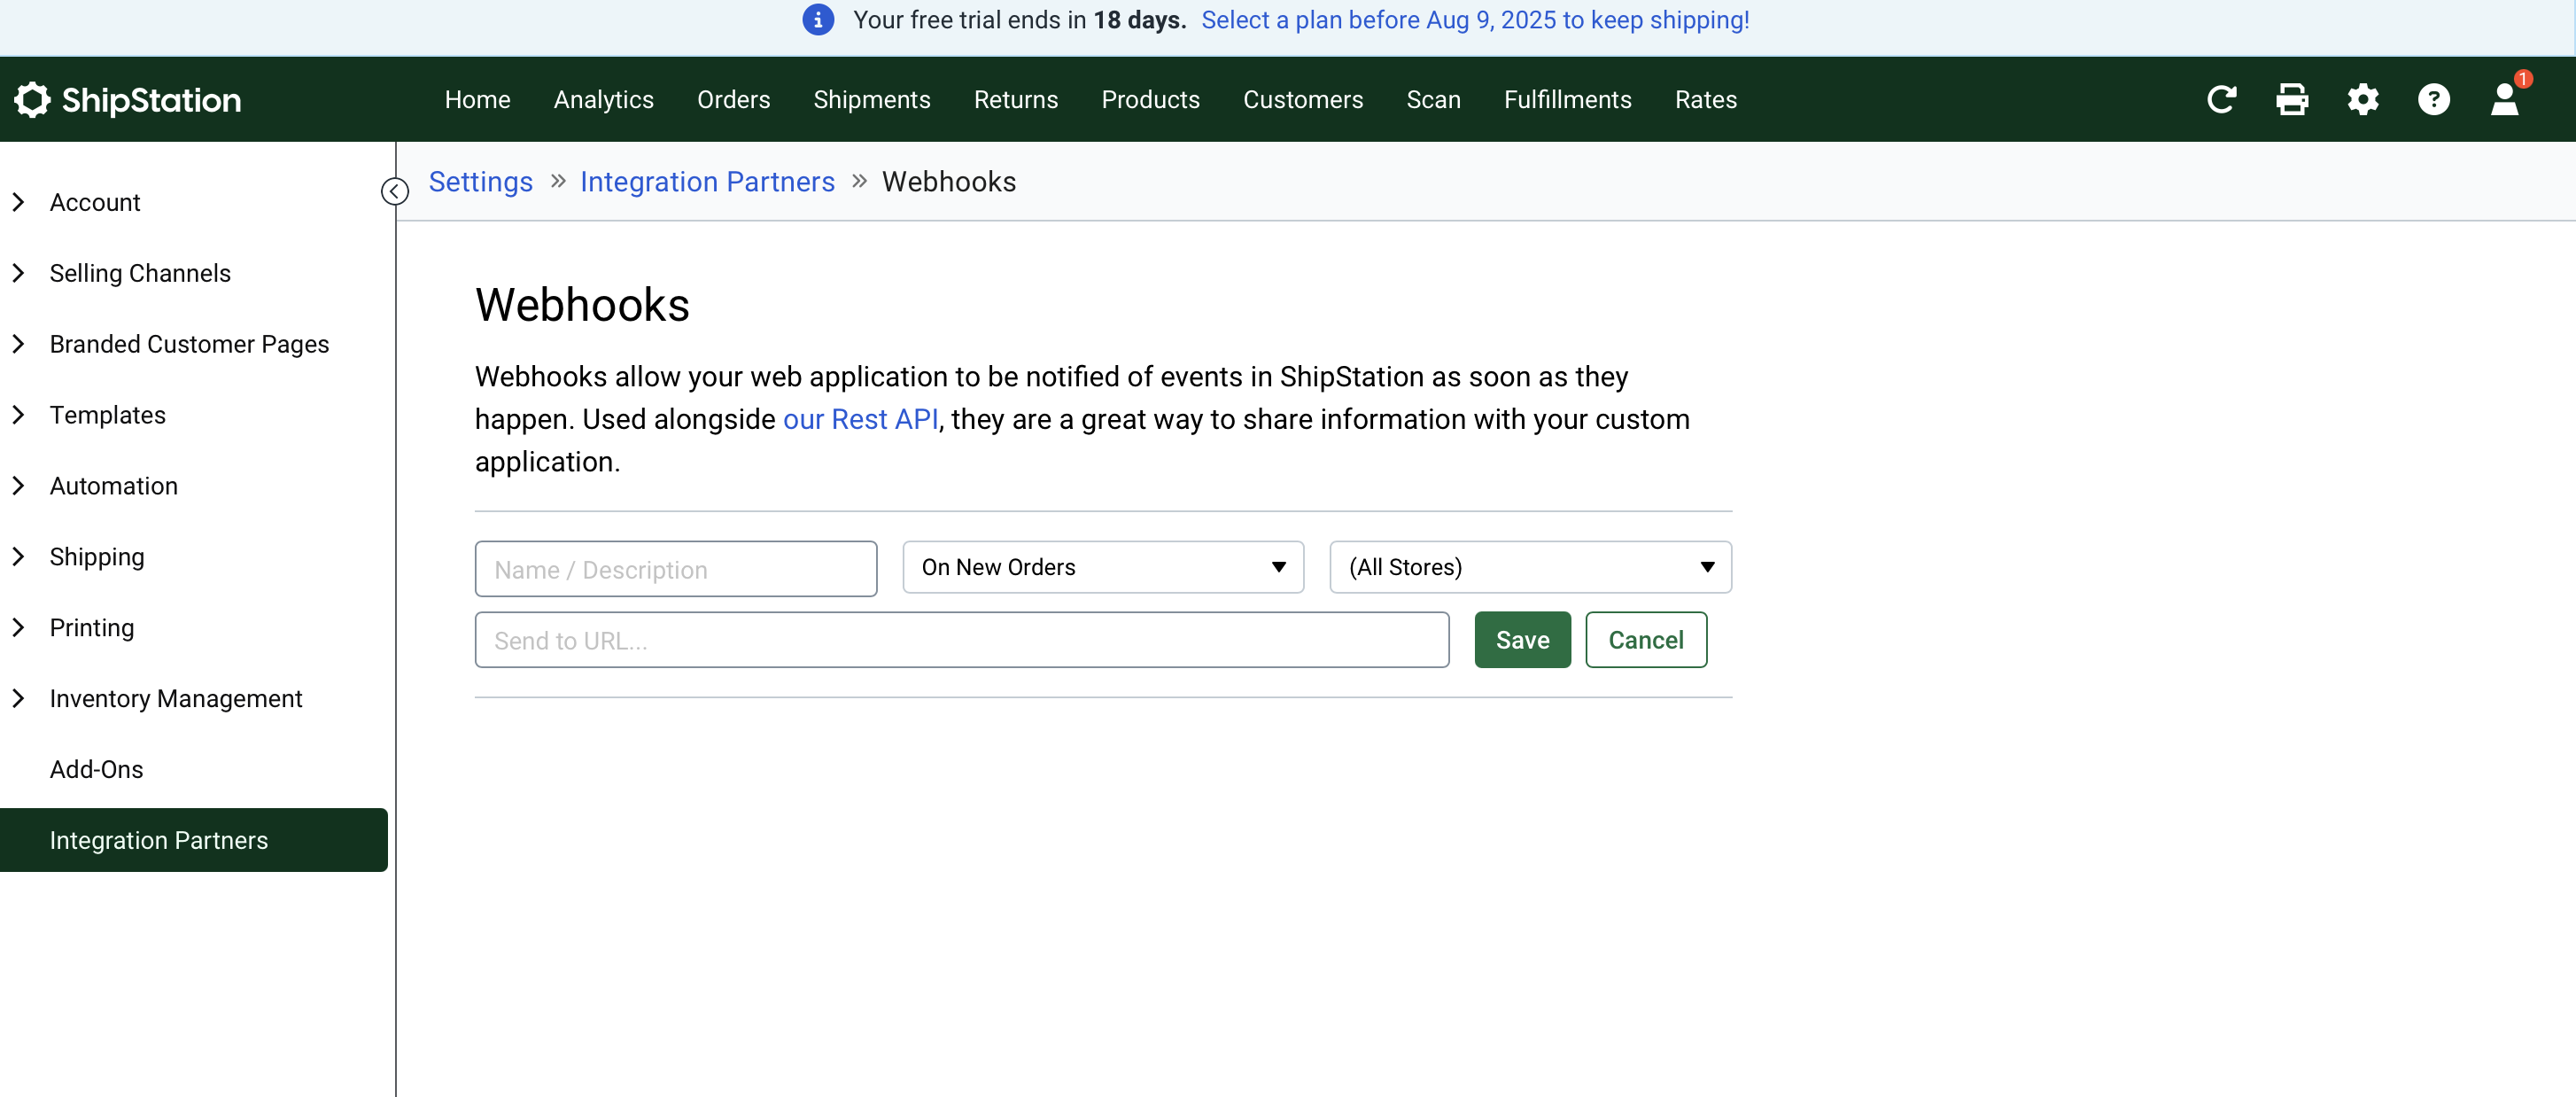 Your free trial ends in 18 days. Select a plan before Aug 9, 2025 to keep shipping!
ShipStation
Home Analytics Orders Shipments Returns Products Customers Scan Fulfillments Rates
1
Settings » Integration Partners » Webhooks
Account
Selling Channels
Branded Customer Pages
Templates
Automation
Shipping
Printing
Inventory Management
Add-Ons
Integration Partners
Webhooks
Webhooks allow your web application to be notified of events in ShipStation as soon as they
happen. Used alongside our Rest API, they are a great way to share information with your custom
application.
Name / Description On New Orders (All Stores)
Send to URL... Save Cancel